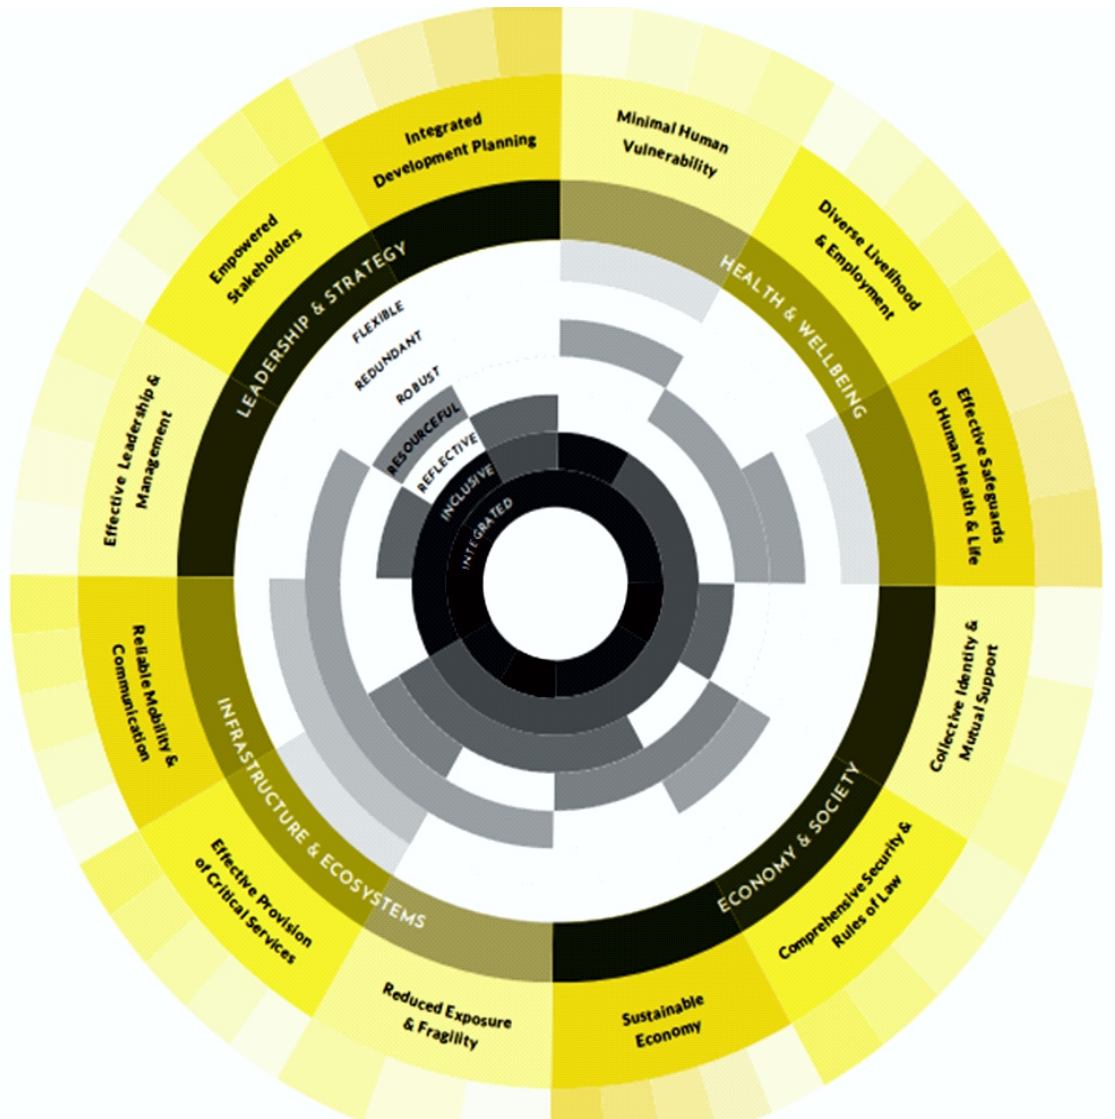 Integrated
Development Planning
Minimal Human
Vulnerability
Diverse Livelihood
& Employment
Effective Safeguards
to Human Health & Life
Collective Identity &
Mutual Support
Comprehensive Security &
Rules of Law
Sustainable
Economy
Reduced Exposure
& Fragility
Effective Provision
of Critical Services
Reliable Mobility &
Communication
Effective Leadership &
Management
Empowered
Stakeholders
LEADERSHIP & STRATEGY
HEALTH & WELLBEING
ECONOMY & SOCIETY
INFRASTRUCTURE & ECOSYSTEMS
FLEXIBLE
REDUNDANT
ROBUST
RESOURCEFUL
REFLECTIVE
INCLUSIVE
INTEGRATED